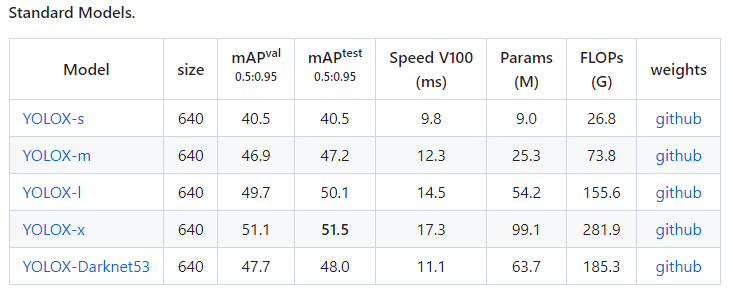 Standard Models.
Model size mAPval 0.5:0.95 mAPtest 0.5:0.95 Speed V100 (ms) Params (M) FLOPs (G) weights
YOLOX-s 640 40.5 40.5 9.8 9.0 26.8 github
YOLOX-m 640 46.9 47.2 12.3 25.3 73.8 github
YOLOX-l 640 49.7 50.1 14.5 54.2 155.6 github
YOLOX-x 640 51.1 51.5 17.3 99.1 281.9 github
YOLOX-Darknet53 640 47.7 48.0 11.1 63.7 185.3 github